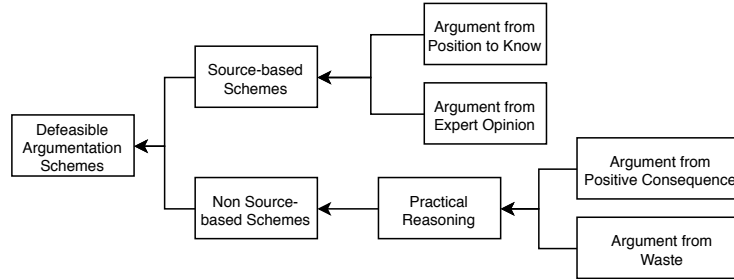 Argument from
Position to Know
Source-based
Schemes
Argument from
Expert Opinion
Defeasible
Argumentation
Schemes
Argument from
Positive Consequence
Non Source-
based Schemes
Practical
Reasoning
Argument from
Waste